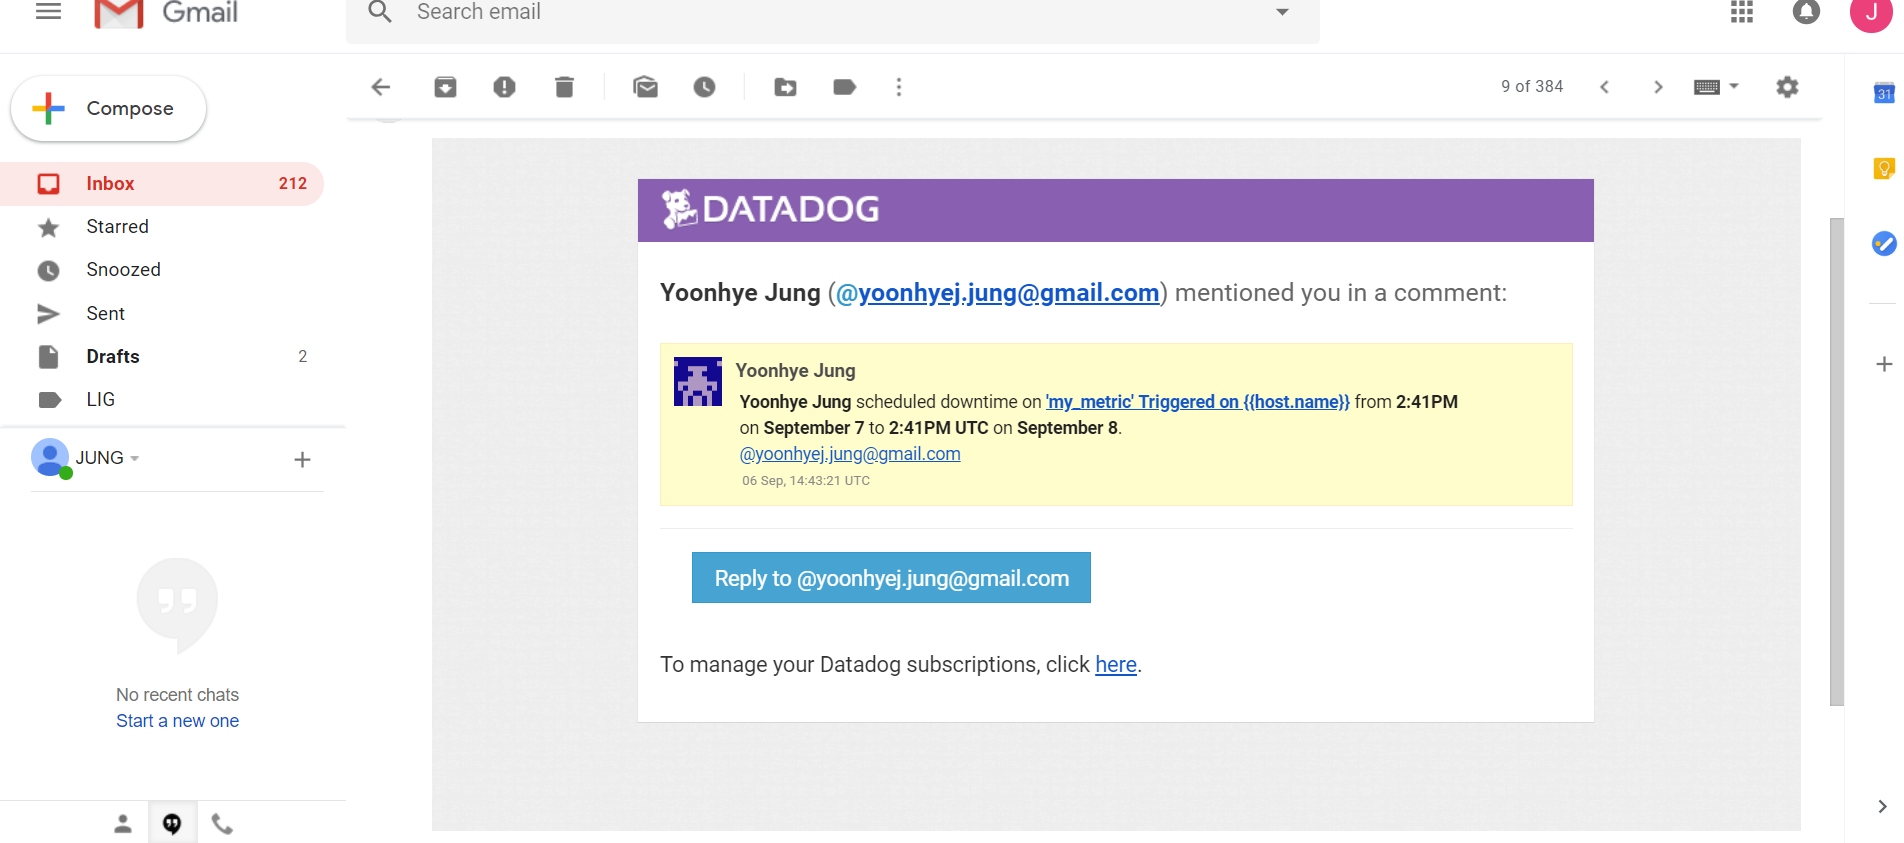 Gmail
Search email
J
Compose
9 of 384
31
Inbox 212
Starred
Snoozed
Sent
Drafts 2
LIG
JUNG
No recent chats
Start a new one
DATADOG
Yoonhye Jung (@yoonhyej.jung@gmail.com) mentioned you in a comment:
Yoonhye Jung
Yoonhye Jung scheduled downtime on 'my_metric' Triggered on {{host.name}} from 2:41PM
on September 7 to 2:41PM UTC on September 8.
@yoonhyej.jung@gmail.com
06 Sep, 14:43:21 UTC
Reply to @yoonhyej.jung@gmail.com
To manage your Datadog subscriptions, click here.